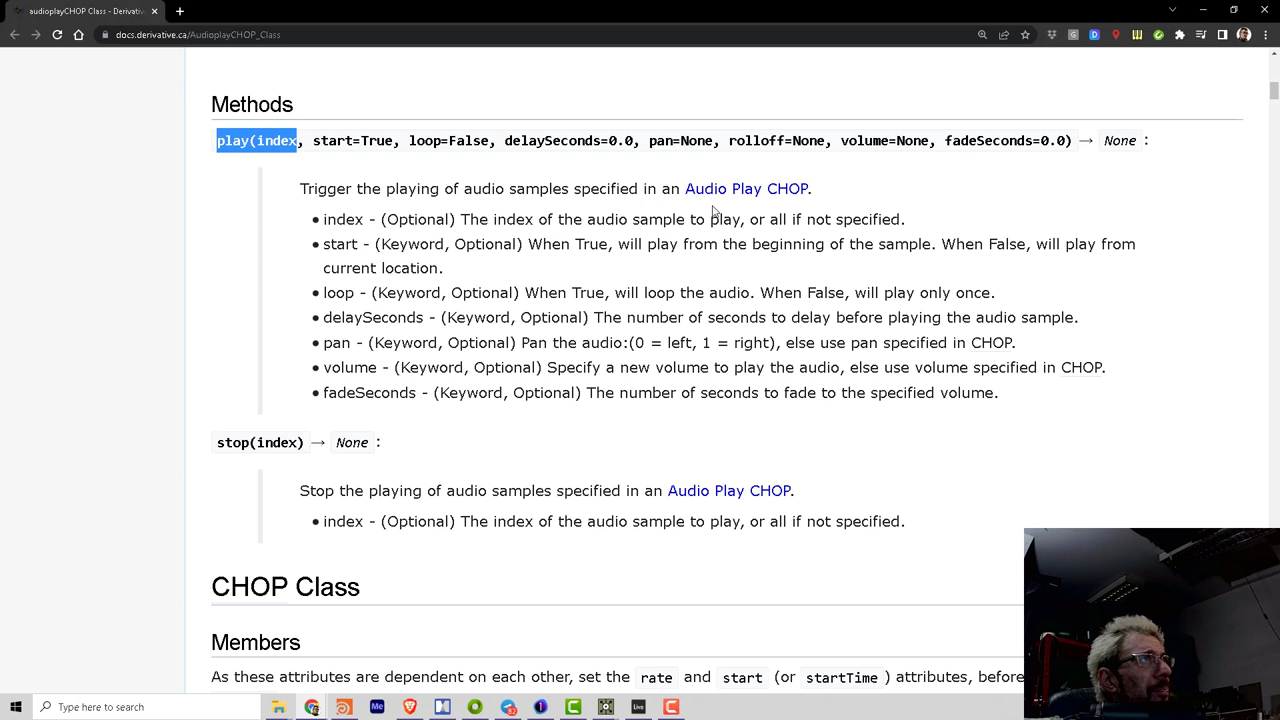 audioplayCHOP Class - Derivativ
docs.derivative.ca/AudioplayCHOP_Class
Methods
play(index, start=True, loop=False, delaySeconds=0.0, pan=None, rolloff=None, volume=None, fadeSeconds=0.0) → None :
Trigger the playing of audio samples specified in an Audio Play CHOP.
• index - (Optional) The index of the audio sample to play, or all if not specified.
• start - (Keyword, Optional) When True, will play from the beginning of the sample. When False, will play from
current location.
• loop - (Keyword, Optional) When True, will loop the audio. When False, will play only once.
• delaySeconds - (Keyword, Optional) The number of seconds to delay before playing the audio sample.
• pan - (Keyword, Optional) Pan the audio:(0 = left, 1 = right), else use pan specified in CHOP.
• volume - (Keyword, Optional) Specify a new volume to play the audio, else use volume specified in CHOP.
• fadeSeconds - (Keyword, Optional) The number of seconds to fade to the specified volume.
stop(index) → None :
Stop the playing of audio samples specified in an Audio Play CHOP.
• index - (Optional) The index of the audio sample to play, or all if not specified.
CHOP Class
Members
As these attributes are dependent on each other, set the rate and start (or startTime ) attributes, before
Type here to search
Me
Live